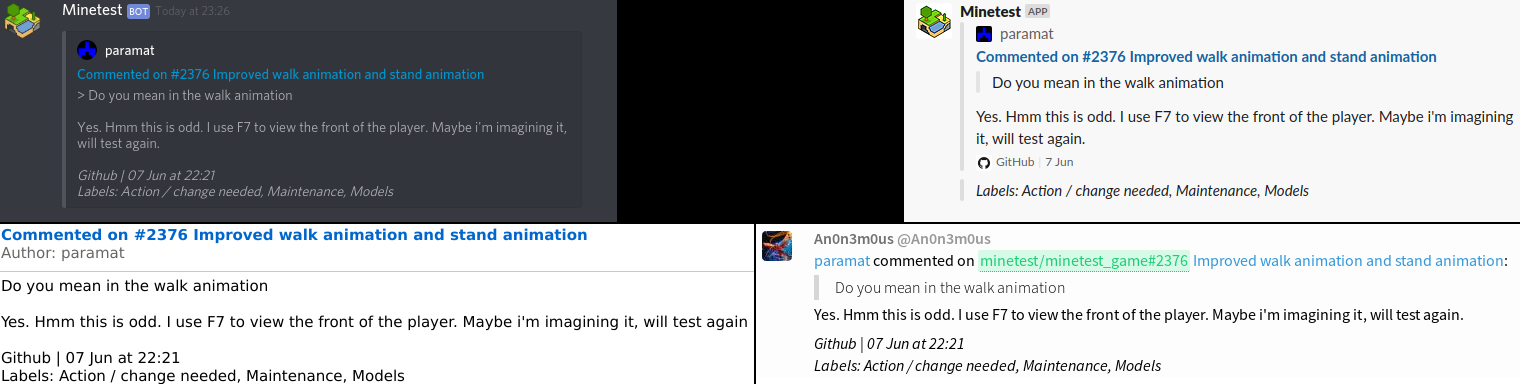 Minetest BOT Today at 23:26
paramat
Commented on #2376 Improved walk animation and stand animation
> Do you mean in the walk animation
Yes. Hmm this is odd. I use F7 to view the front of the player. Maybe i'm imagining it,
will test again.
Github | 07 Jun at 22:21
Labels: Action / change needed, Maintenance, Models
Minetest APP
paramat
Commented on #2376 Improved walk animation and stand animation
Do you mean in the walk animation
Yes. Hmm this is odd. I use F7 to view the front of the player. Maybe i'm imagining
it, will test again.
GitHub | 7 Jun
Labels: Action / change needed, Maintenance, Models
Commented on #2376 Improved walk animation and stand animation
Author: paramat
Do you mean in the walk animation
Yes. Hmm this is odd. I use F7 to view the front of the player. Maybe i'm imagining it, will test again
Github | 07 Jun at 22:21
Labels: Action / change needed, Maintenance, Models
An0n3m0us @An0n3m0us
paramat commented on minetest/minetest_game#2376 Improved walk animation and stand animation:
Do you mean in the walk animation
Yes. Hmm this is odd. I use F7 to view the front of the player. Maybe i'm imagining it, will test again.
Github | 07 Jun at 22:21
Labels: Action / change needed, Maintenance, Models